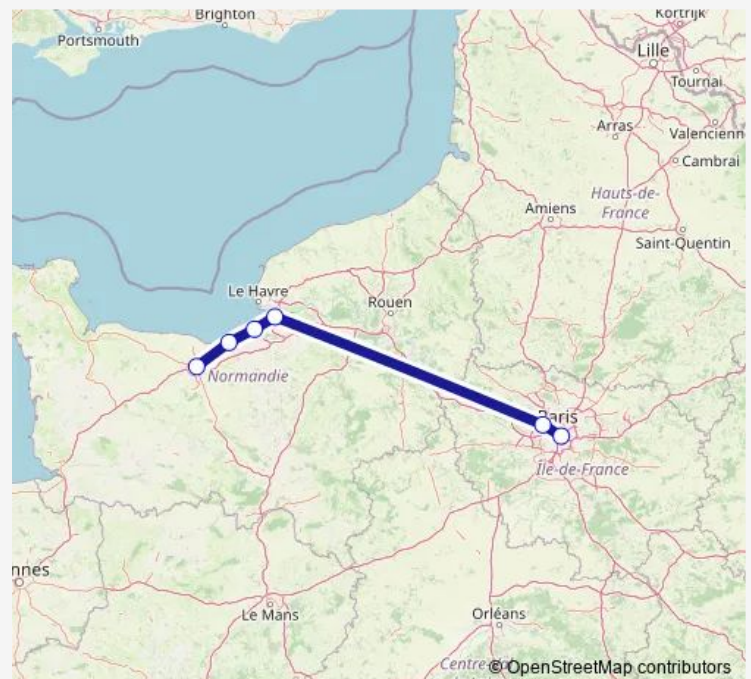 Brighton
Kortrijk
Portsmouth
Lille
Tournai
Arras
Valencienn
Cambrai
Hauts-de-
France
Amiens
Saint-Quentin
Le Havre
Rouen
Normandie
Paris
Île-de-France
nnes
Le Mans
Orléans
Centre-
© OpenStreetMap contributors